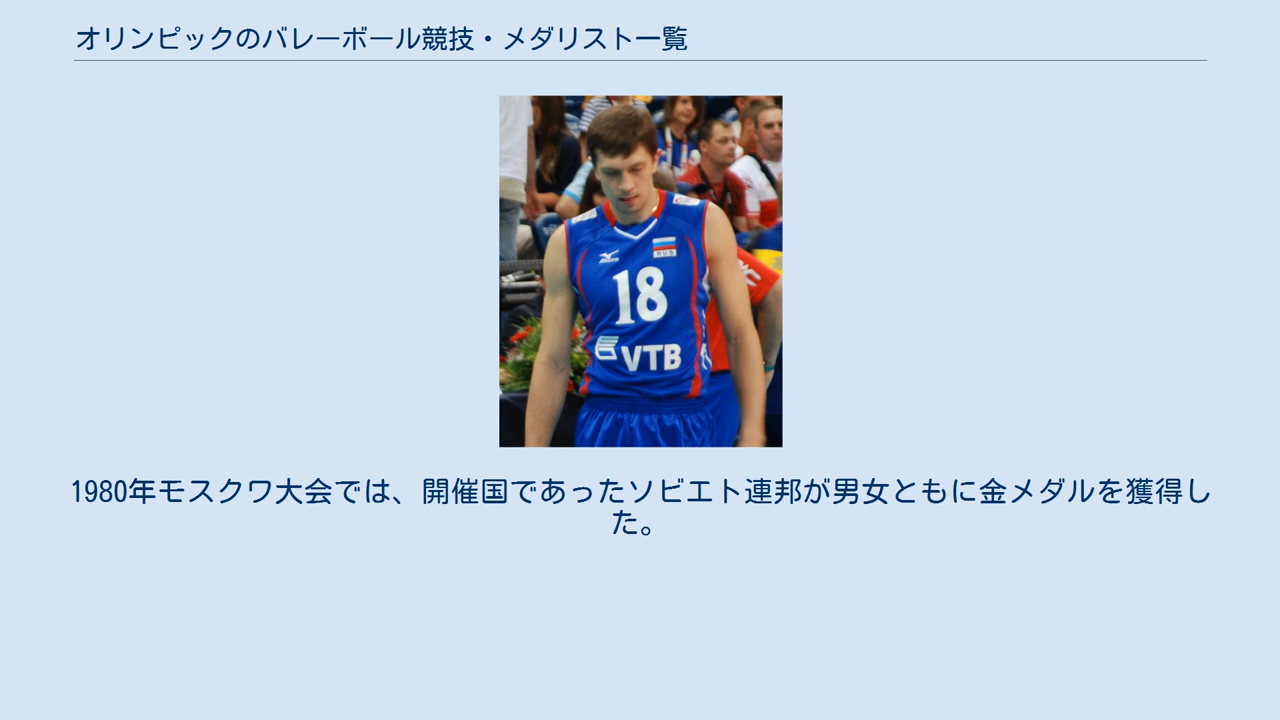 オリンピックのバレーボール競技・メダリスト一覧
RUS
18
VTB
1980年モスクワ大会では、開催国であったソビエト連邦が男女ともに金メダルを獲得し
た。